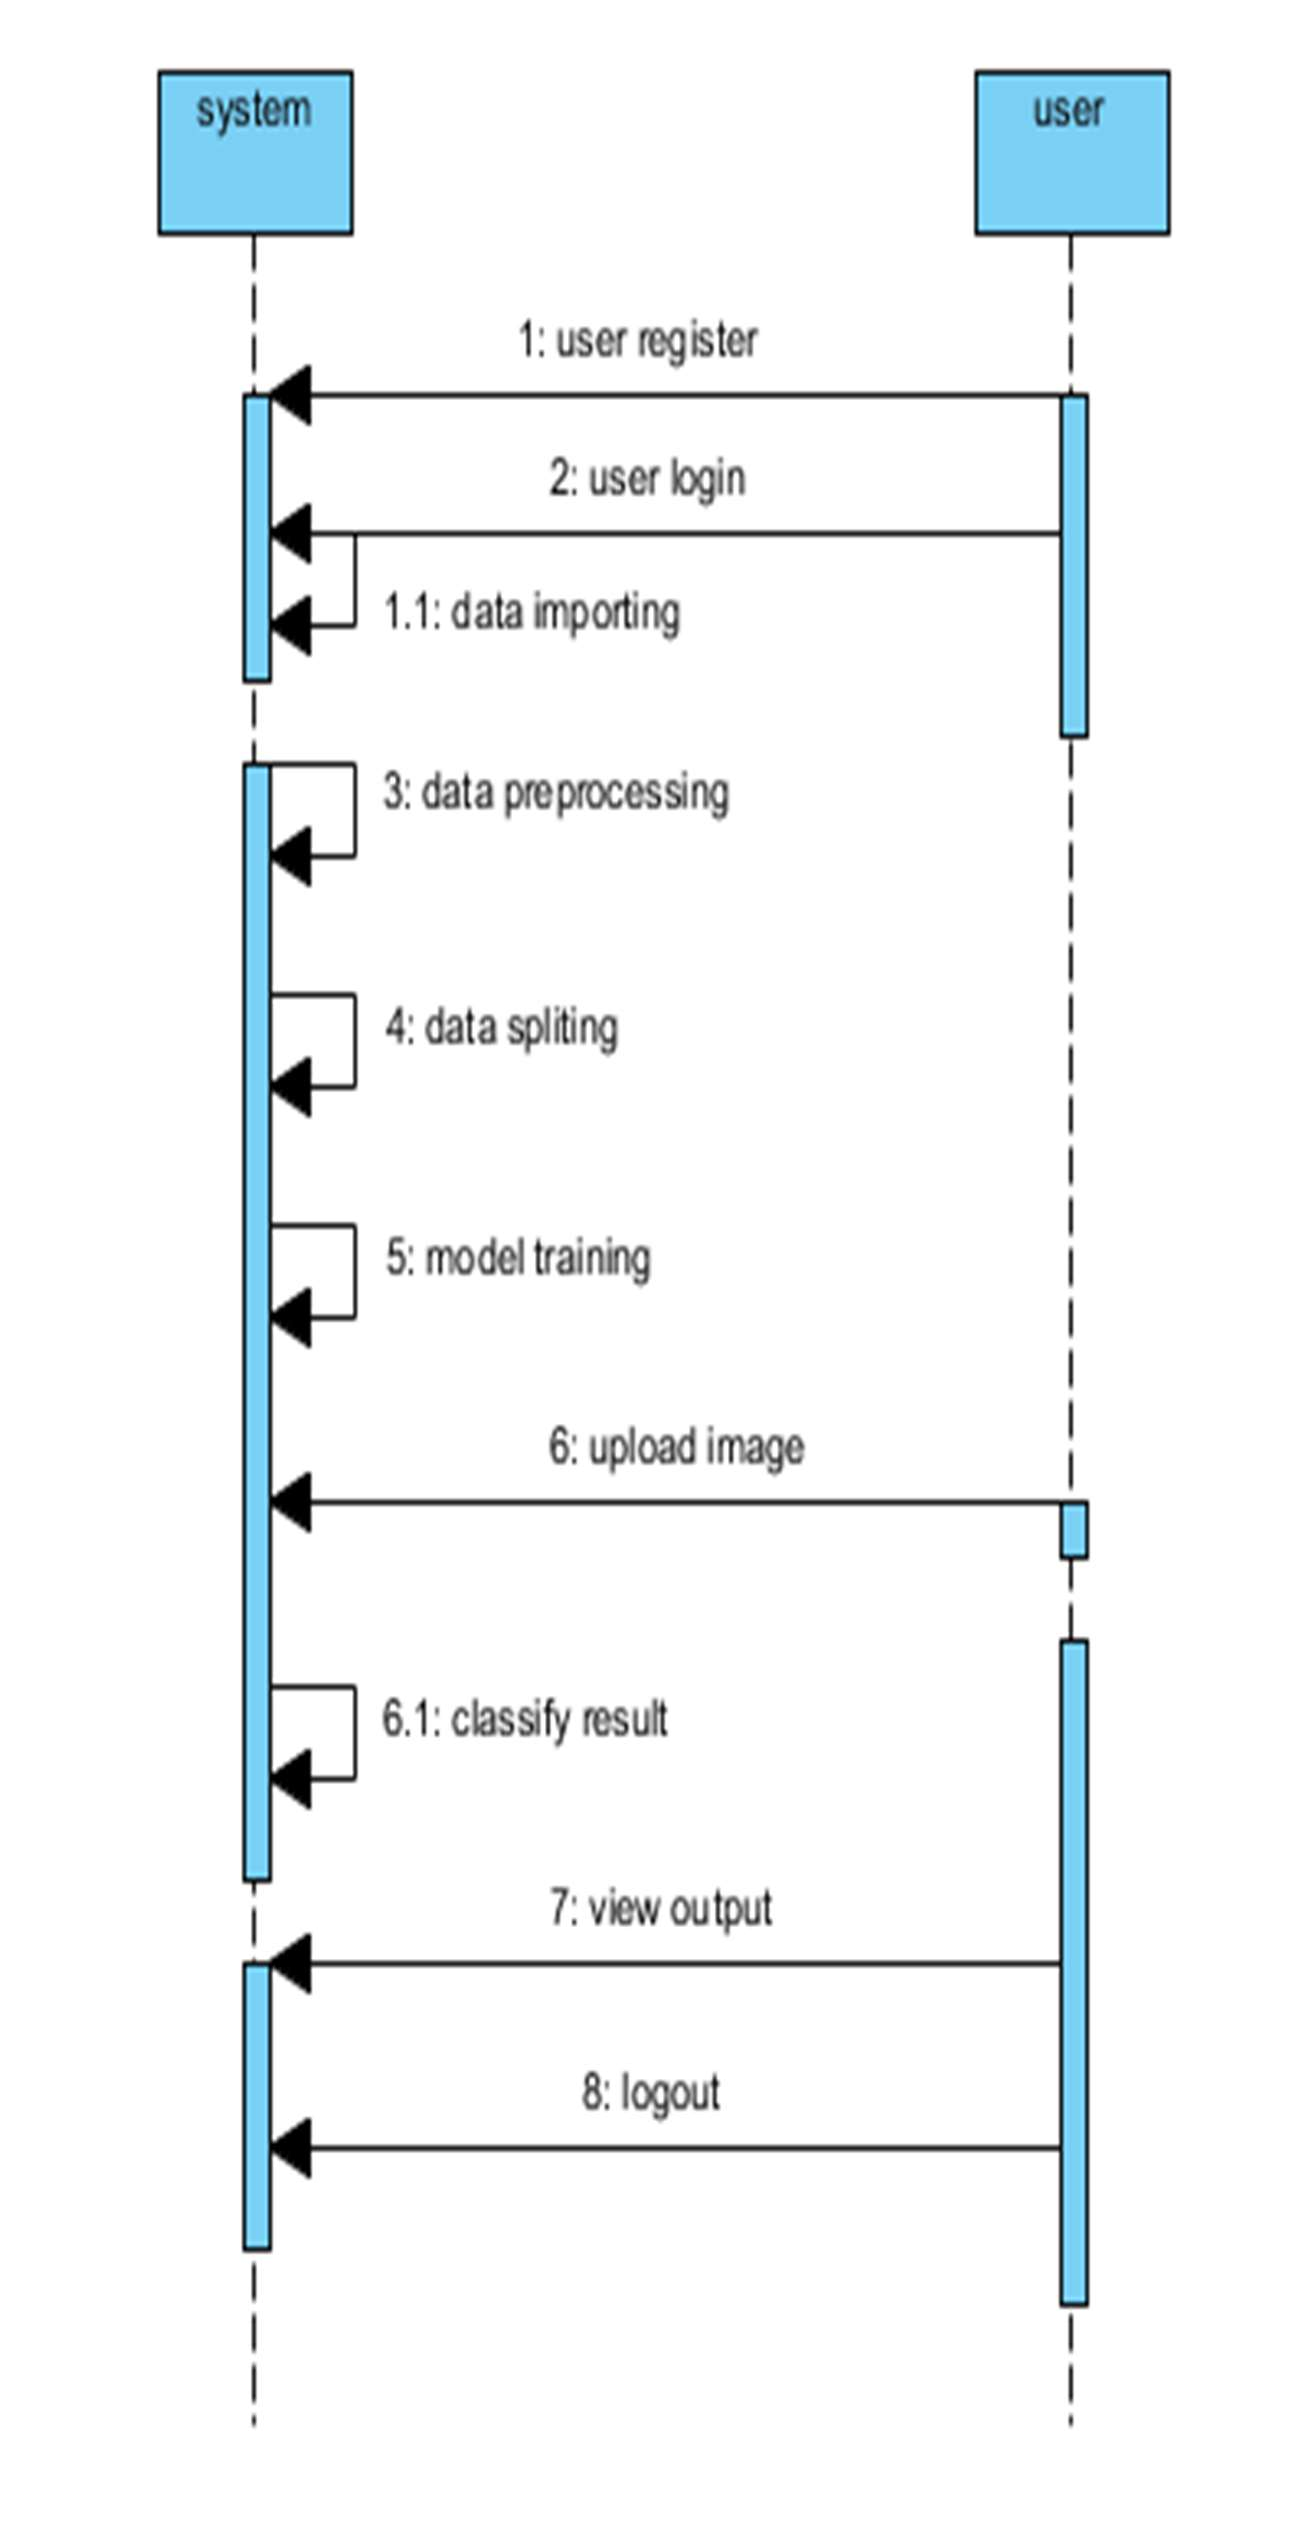 system
user
1: user register
2: user login
1.1: data importing
3: data preprocessing
4: data spliting
5: model training
6: upload image
6.1: classify result
7: view output
8: logout